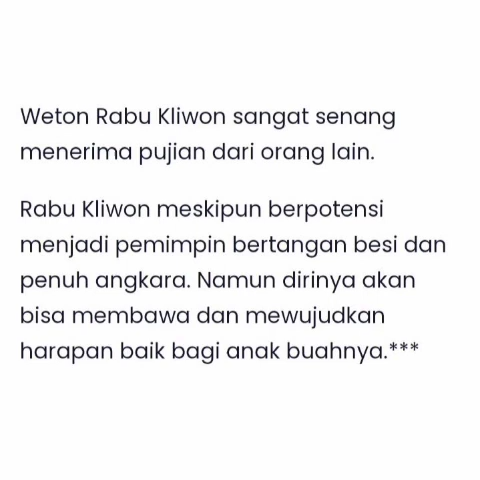 Weton Rabu Kliwon sangat senang
menerima pujian dari orang lain.
Rabu Kliwon meskipun berpotensi
menjadi pemimpin bertangan besi dan
penuh angkara. Namun dirinya akan
bisa membawa dan mewujudkan
harapan baik bagi anak buahnya.***